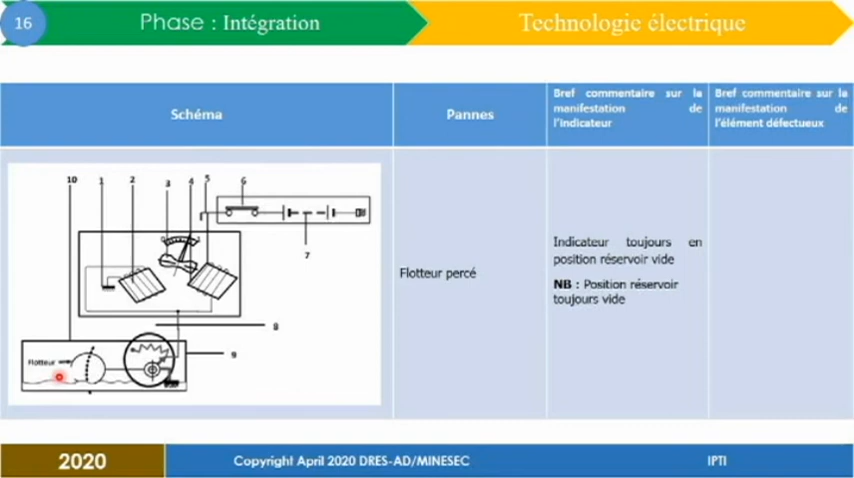 16
Phase : Intégration
Technologie électrique
Schéma
Pannes
Bref commentaire sur la
manifestation de
l'indicateur
Bref commentaire sur la
manifestation de
l'élément défectueux
10 1 2 3 4 5 6
7
8
9
Flotteur
Flotteur percé
Indicateur toujours en
position réservoir vide
NB : Position réservoir
toujours vide
2020
Copyright April 2020 DRES-AD/MINESEC
IPTI